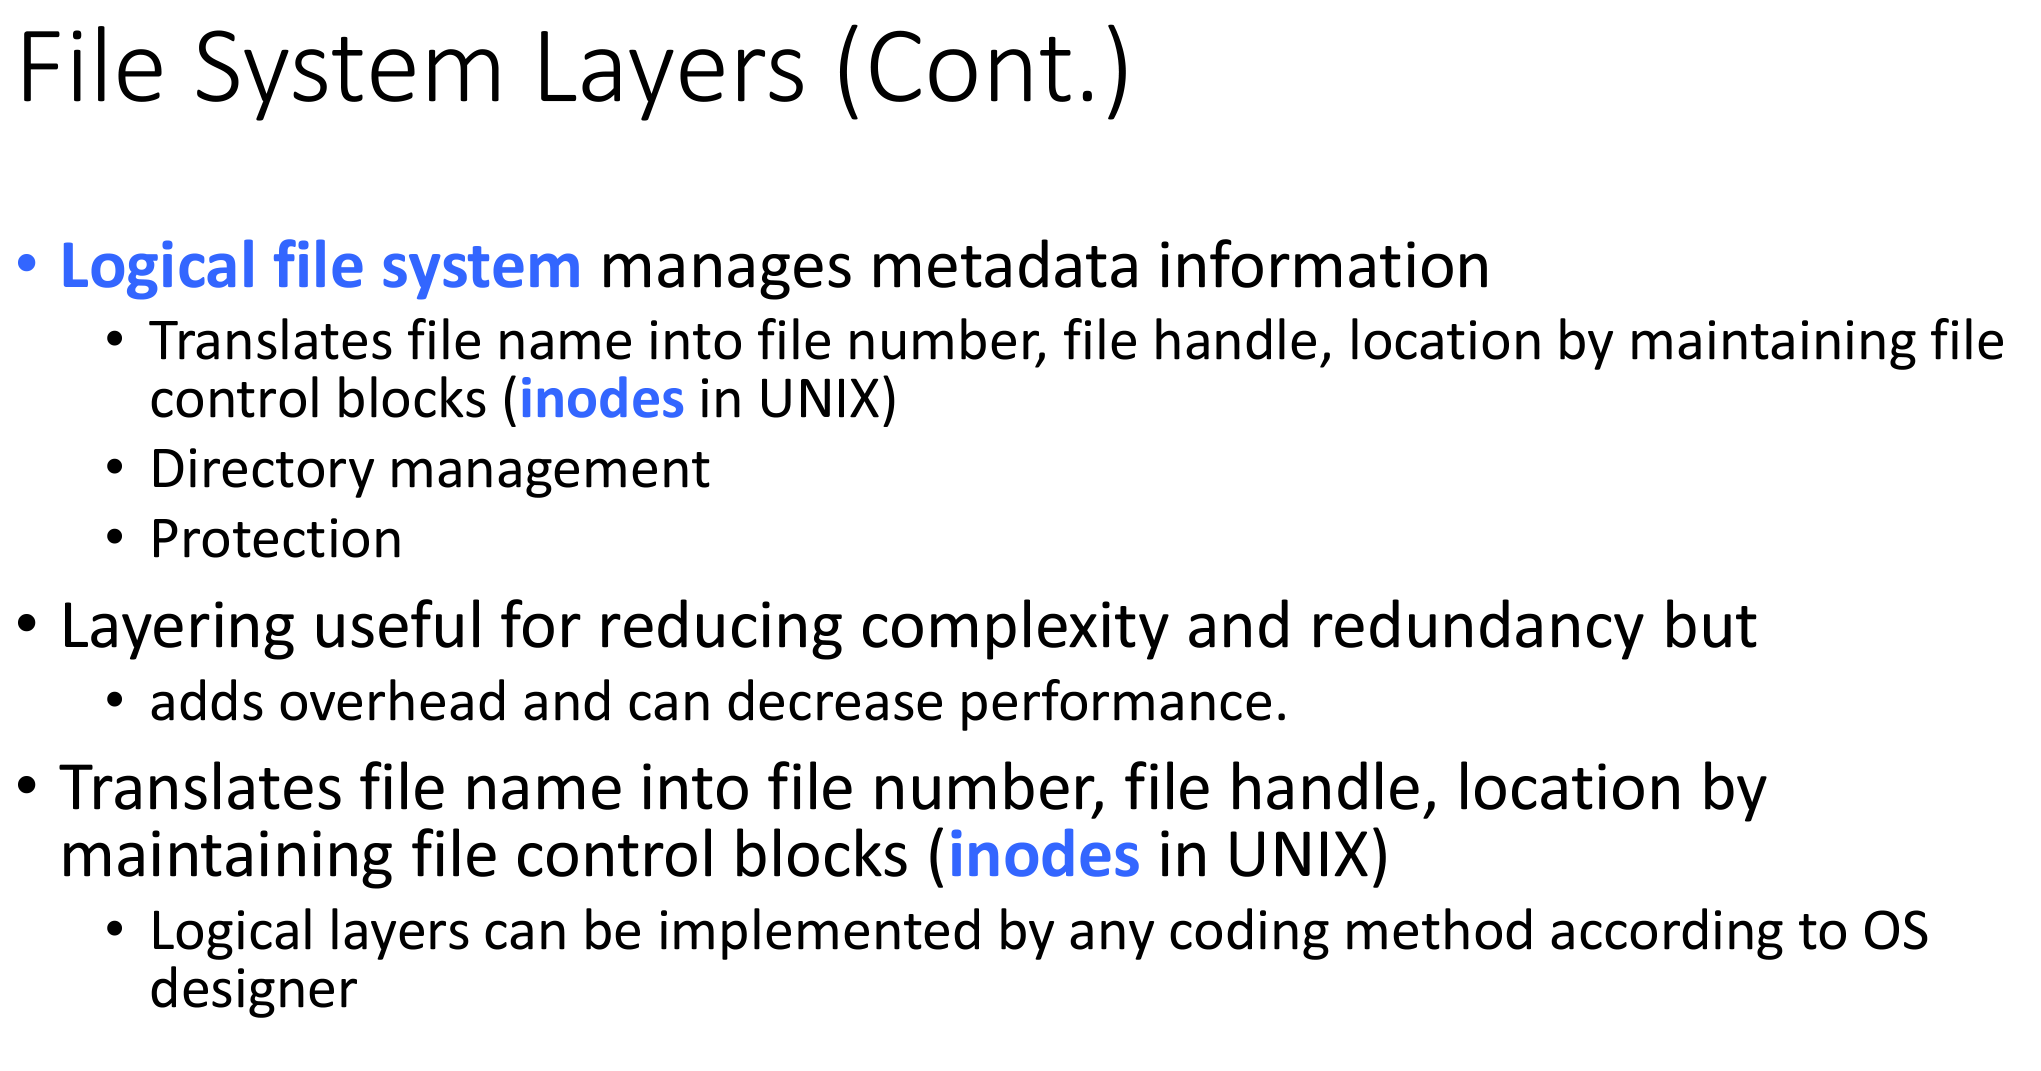 File System Layers (Cont.)
• Logical file system manages metadata information
• Translates file name into file number, file handle, location by maintaining file
control blocks (inodes in UNIX)
• Directory management
• Protection
• Layering useful for reducing complexity and redundancy but
• adds overhead and can decrease performance.
• Translates file name into file number, file handle, location by
maintaining file control blocks (inodes in UNIX)
• Logical layers can be implemented by any coding method according to OS
designer